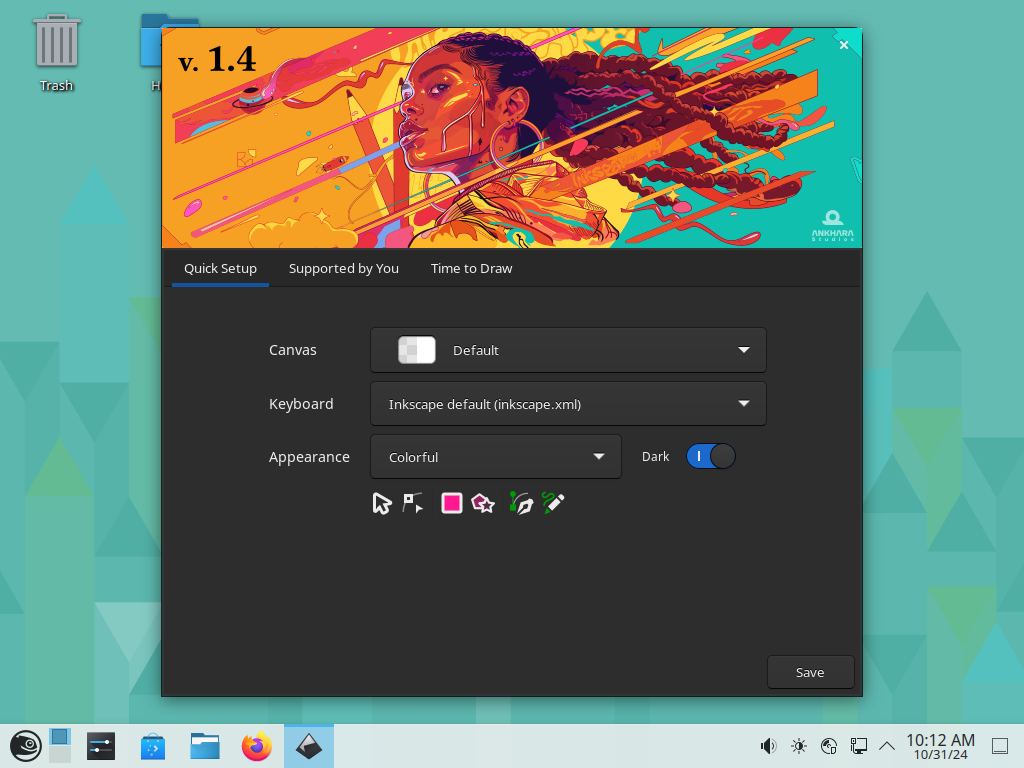 Trash
v. 1.4
ANKHARA
Studios
Quick Setup
Supported by You
Time to Draw
Canvas
Default
Keyboard
Inkscape default (inkscape.xml)
Appearance
Colorful
Dark
Save
10:12 AM
10/31/24